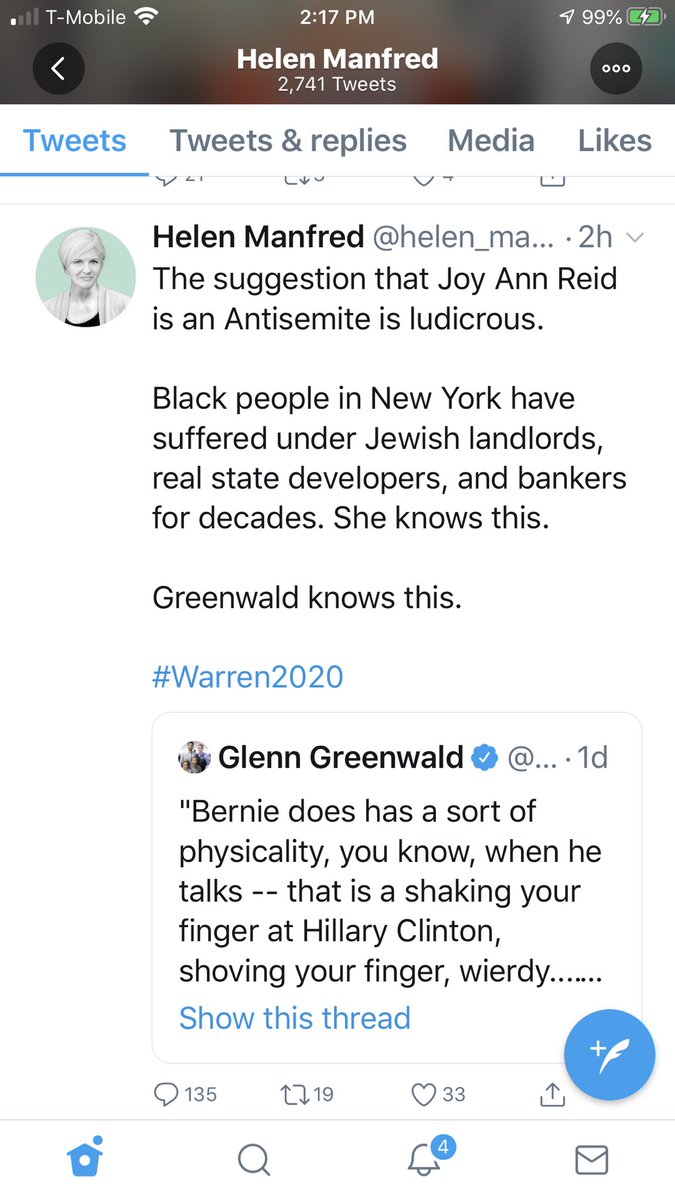 T-Mobile 2:17 PM 99%
Helen Manfred
2,741 Tweets
Tweets Tweets & replies Media Likes
Helen Manfred @helen_ma... · 2h
The suggestion that Joy Ann Reid
is an Antisemite is ludicrous.
Black people in New York have
suffered under Jewish landlords,
real state developers, and bankers
for decades. She knows this.
Greenwald knows this.
#Warren2020
Glenn Greenwald @... · 1d
"Bernie does has a sort of
physicality, you know, when he
talks -- that is a shaking your
finger at Hillary Clinton,
shoving your finger, wierdy......
Show this thread
135 19 33
4